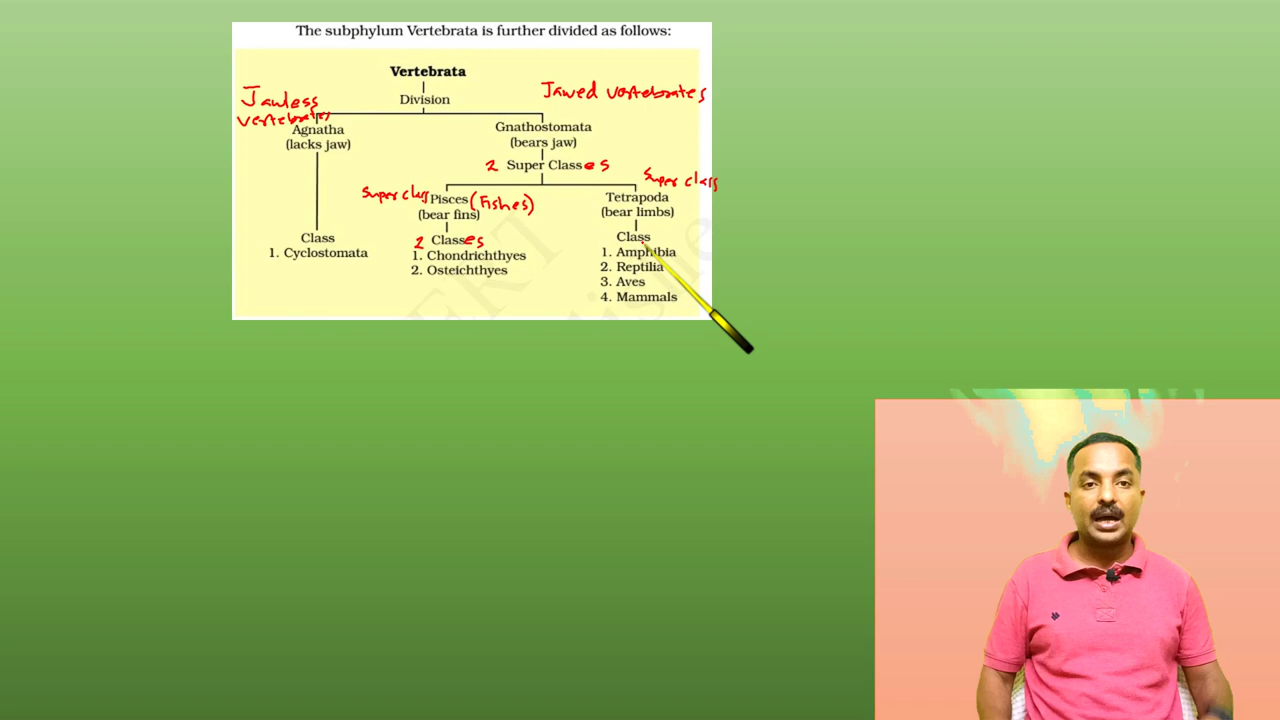 The subphylum Vertebrata is further divided as follows:
Vertebrata
Division
Jawless
vertebrates
Jawed vertebrates
Agnatha
(lacks jaw)
Gnathostomata
(bears jaw)
2 Super Classes
Super class
Pisces (Fishes)
(bear fins)
Super class
Tetrapoda
(bear limbs)
Class
1. Cyclostomata
2 Classes
1. Chondrichthyes
2. Osteichthyes
Class
1. Amphibia
2. Reptilia
3. Aves
4. Mammals